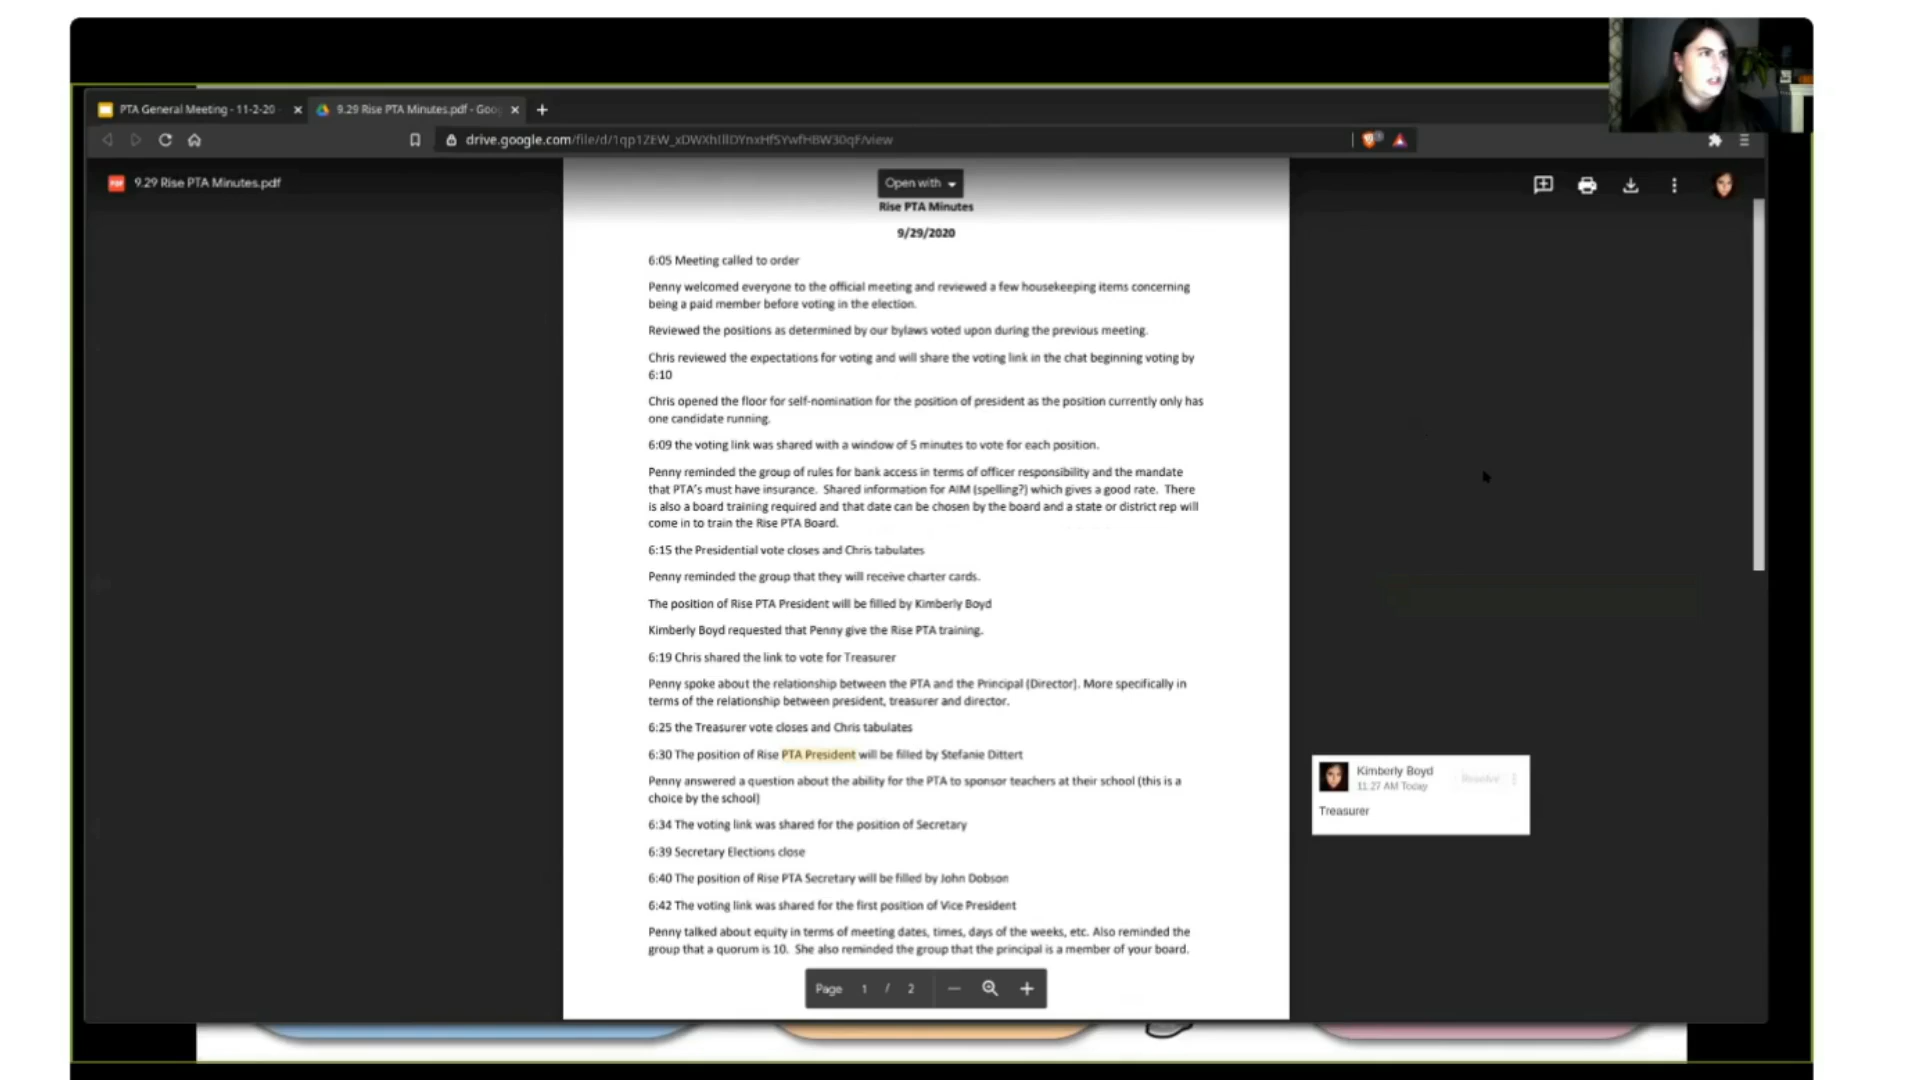 PTA General Meeting - 11-2-20
9.29 Rise PTA Minutes.pdf - Goo
9.29 Rise PTA Minutes.pdf
Open with
Rise PTA Minutes
9/29/2020
6:05 Meeting called to order
Penny welcomed everyone to the official meeting and reviewed a few housekeeping items concerning
being a paid member before voting in the election.
Reviewed the positions as determined by our bylaws voted upon during the previous meeting.
Chris reviewed the expectations for voting and will share the voting link in the chat beginning voting by
6:10
Chris opened the floor for self-nomination for the position of president as the position currently only has
one candidate running.
6:09 the voting link was shared with a window of 5 minutes to vote for each position.
Penny reminded the group of rules for bank access in terms of officer responsibility and the mandate
that PTA's must have insurance. Shared information for AIM (spelling?) which gives a good rate. There
is also a board training required and that date can be chosen by the board and a state or district rep will
come in to train the Rise PTA Board.
6:15 the Presidential vote closes and Chris tabulates
Penny reminded the group that they will receive charter cards.
The position of Rise PTA President will be filled by Kimberly Boyd
Kimberly Boyd requested that Penny give the Rise PTA training.
6:19 Chris shared the link to vote for Treasurer
Penny spoke about the relationship between the PTA and the Principal (Director). More specifically in
terms of the relationship between president, treasurer and director.
6:25 the Treasurer vote closes and Chris tabulates
6:30 The position of Rise PTA President will be filled by Stefanie Dittert
Penny answered a question about the ability for the PTA to sponsor teachers at their school (this is a
choice by the school)
6:34 The voting link was shared for the position of Secretary
6:39 Secretary Elections close
6:40 The position of Rise PTA Secretary will be filled by John Dobson
6:42 The voting link was shared for the first position of Vice President
Penny talked about equity in terms of meeting dates, times, days of the weeks, etc. Also reminded the
group that a quorum is 10. She also reminded the group that the principal is a member of your board.
Kimberly Boyd
Resolve
11:27 AM Today
Treasurer
Page 1 / 2